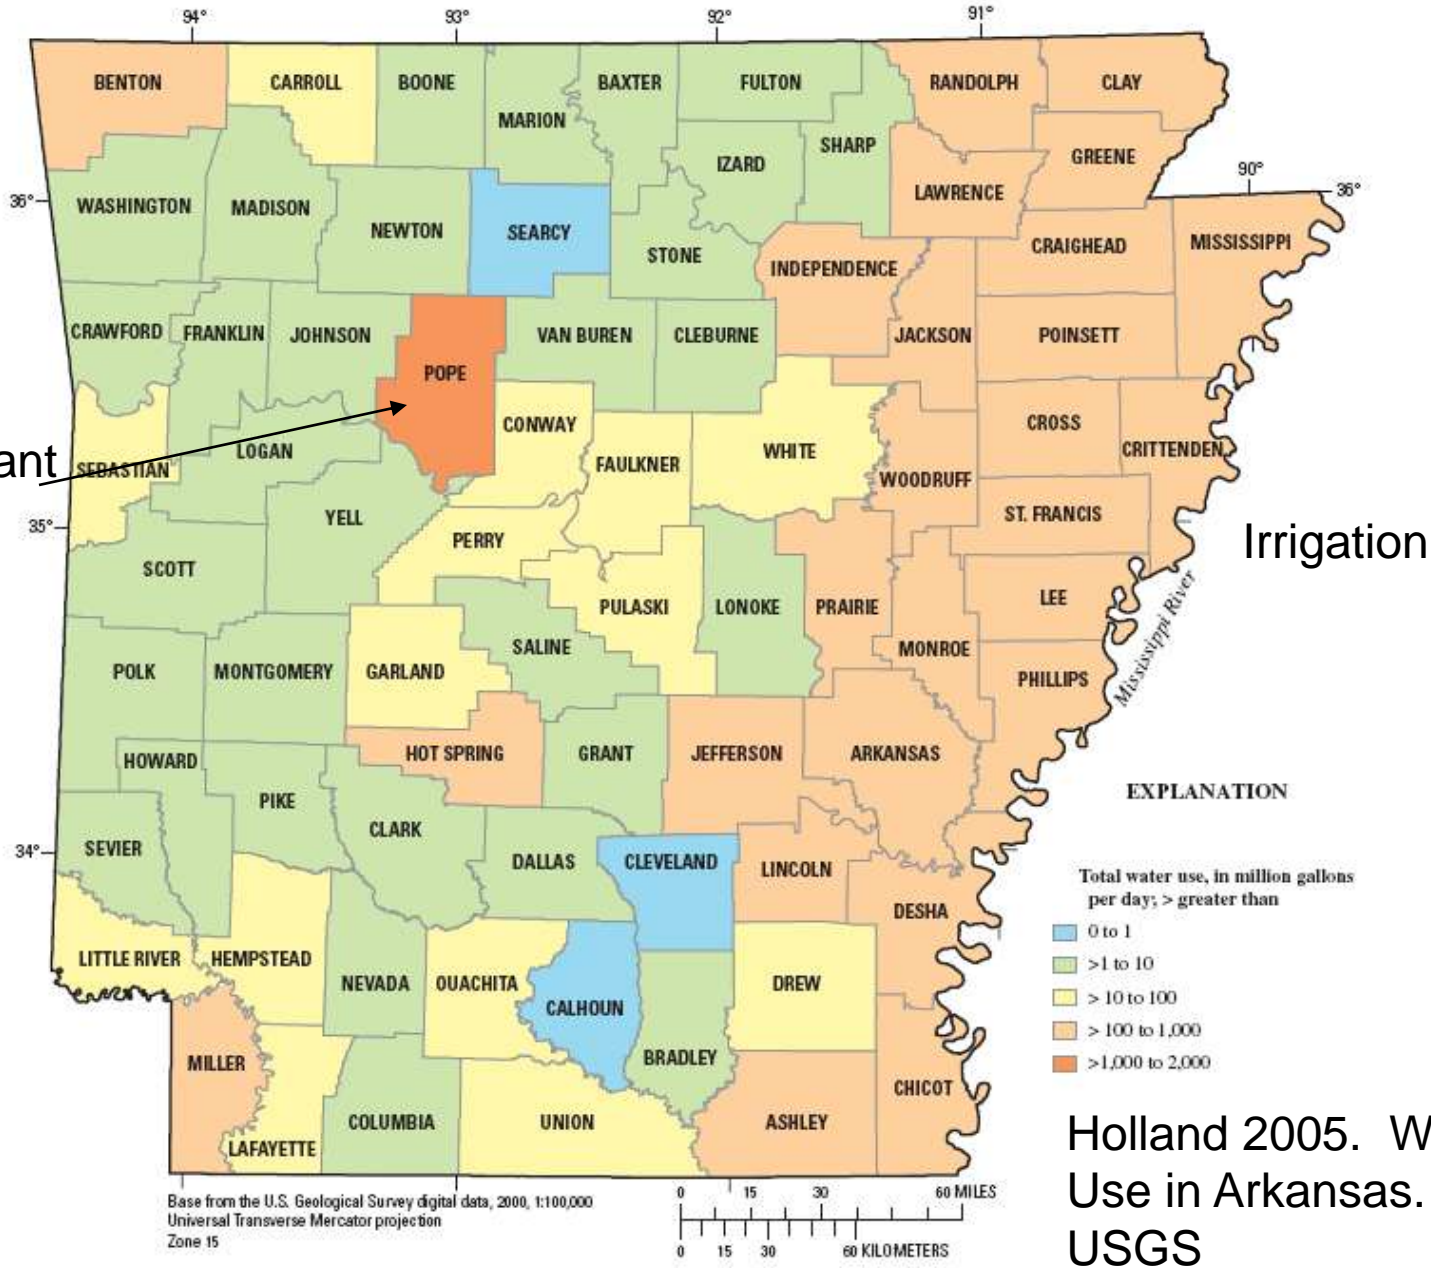 94° 93° 92° 91°
BENTON CARROLL BOONE BAXTER FULTON RANDOLPH CLAY
MARION
SHARP GREENE
IZARD
90°
36° 36°
LAWRENCE
WASHINGTON MADISON
NEWTON SEARCY CRAIGHEAD MISSISSIPPI
STONE INDEPENDENCE
CRAWFORD FRANKLIN JOHNSON VAN BUREN CLEBURNE JACKSON POINSETT
POPE
CONWAY CROSS
LOGAN FAULKNER WHITE CRITTENDEN
ant SEBASTIAN
WOODRUFF
YELL ST. FRANCIS
35°
PERRY Irrigation
SCOTT
PULASKI LONOKE PRAIRIE LEE
SALINE MONROE Mississippi River
POLK MONTGOMERY GARLAND PHILLIPS
HOWARD HOT SPRING GRANT JEFFERSON ARKANSAS
EXPLANATION
PIKE
CLARK
34° SEVIER DALLAS CLEVELAND LINCOLN
Total water use, in million gallons
per day; > greater than
DESHA
0 to 1
LITTLE RIVER HEMPSTEAD
>1 to 10
NEVADA OUACHITA DREW
> 10 to 100
CALHOUN
> 100 to 1,000
MILLER BRADLEY
>1,000 to 2,000
CHICOT
COLUMBIA UNION ASHLEY
LAFAYETTE
Holland 2005. W
Use in Arkansas.
USGS
Base from the U.S. Geological Survey digital data, 2000, 1:100,000
Universal Transverse Mercator projection
Zone 15
0 15 30 60 MILES
0 15 30 60 KILOMETERS